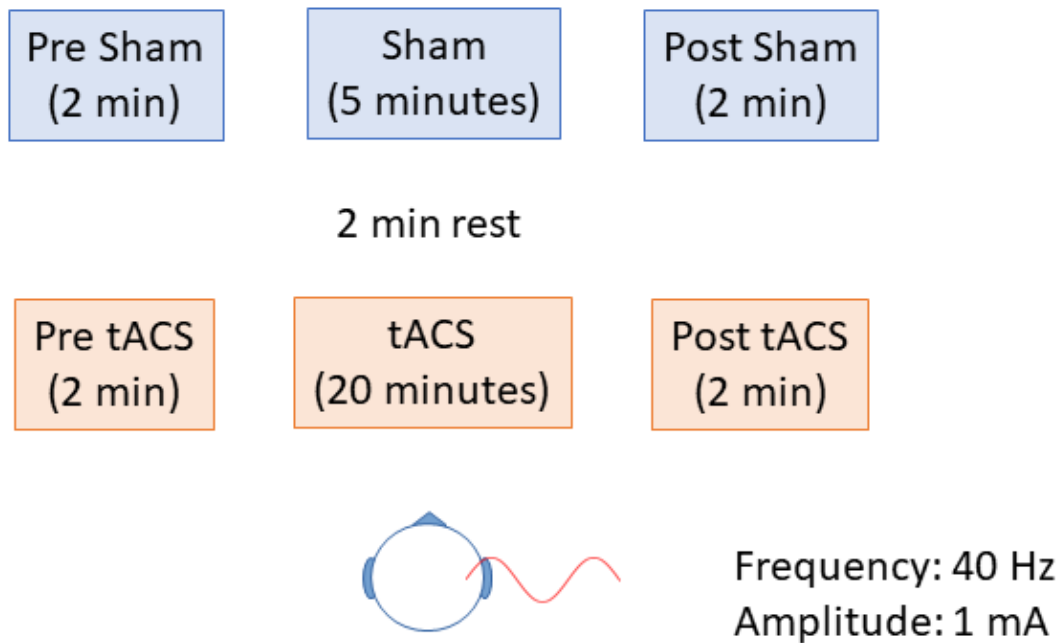 Pre Sham
(2 min)
Sham
(5 minutes)
Post Sham
(2 min)
2 min rest
Pre tACS
(2 min)
tACS
(20 minutes)
Post tACS
(2 min)
Frequency: 40 Hz
Amplitude: 1 mA